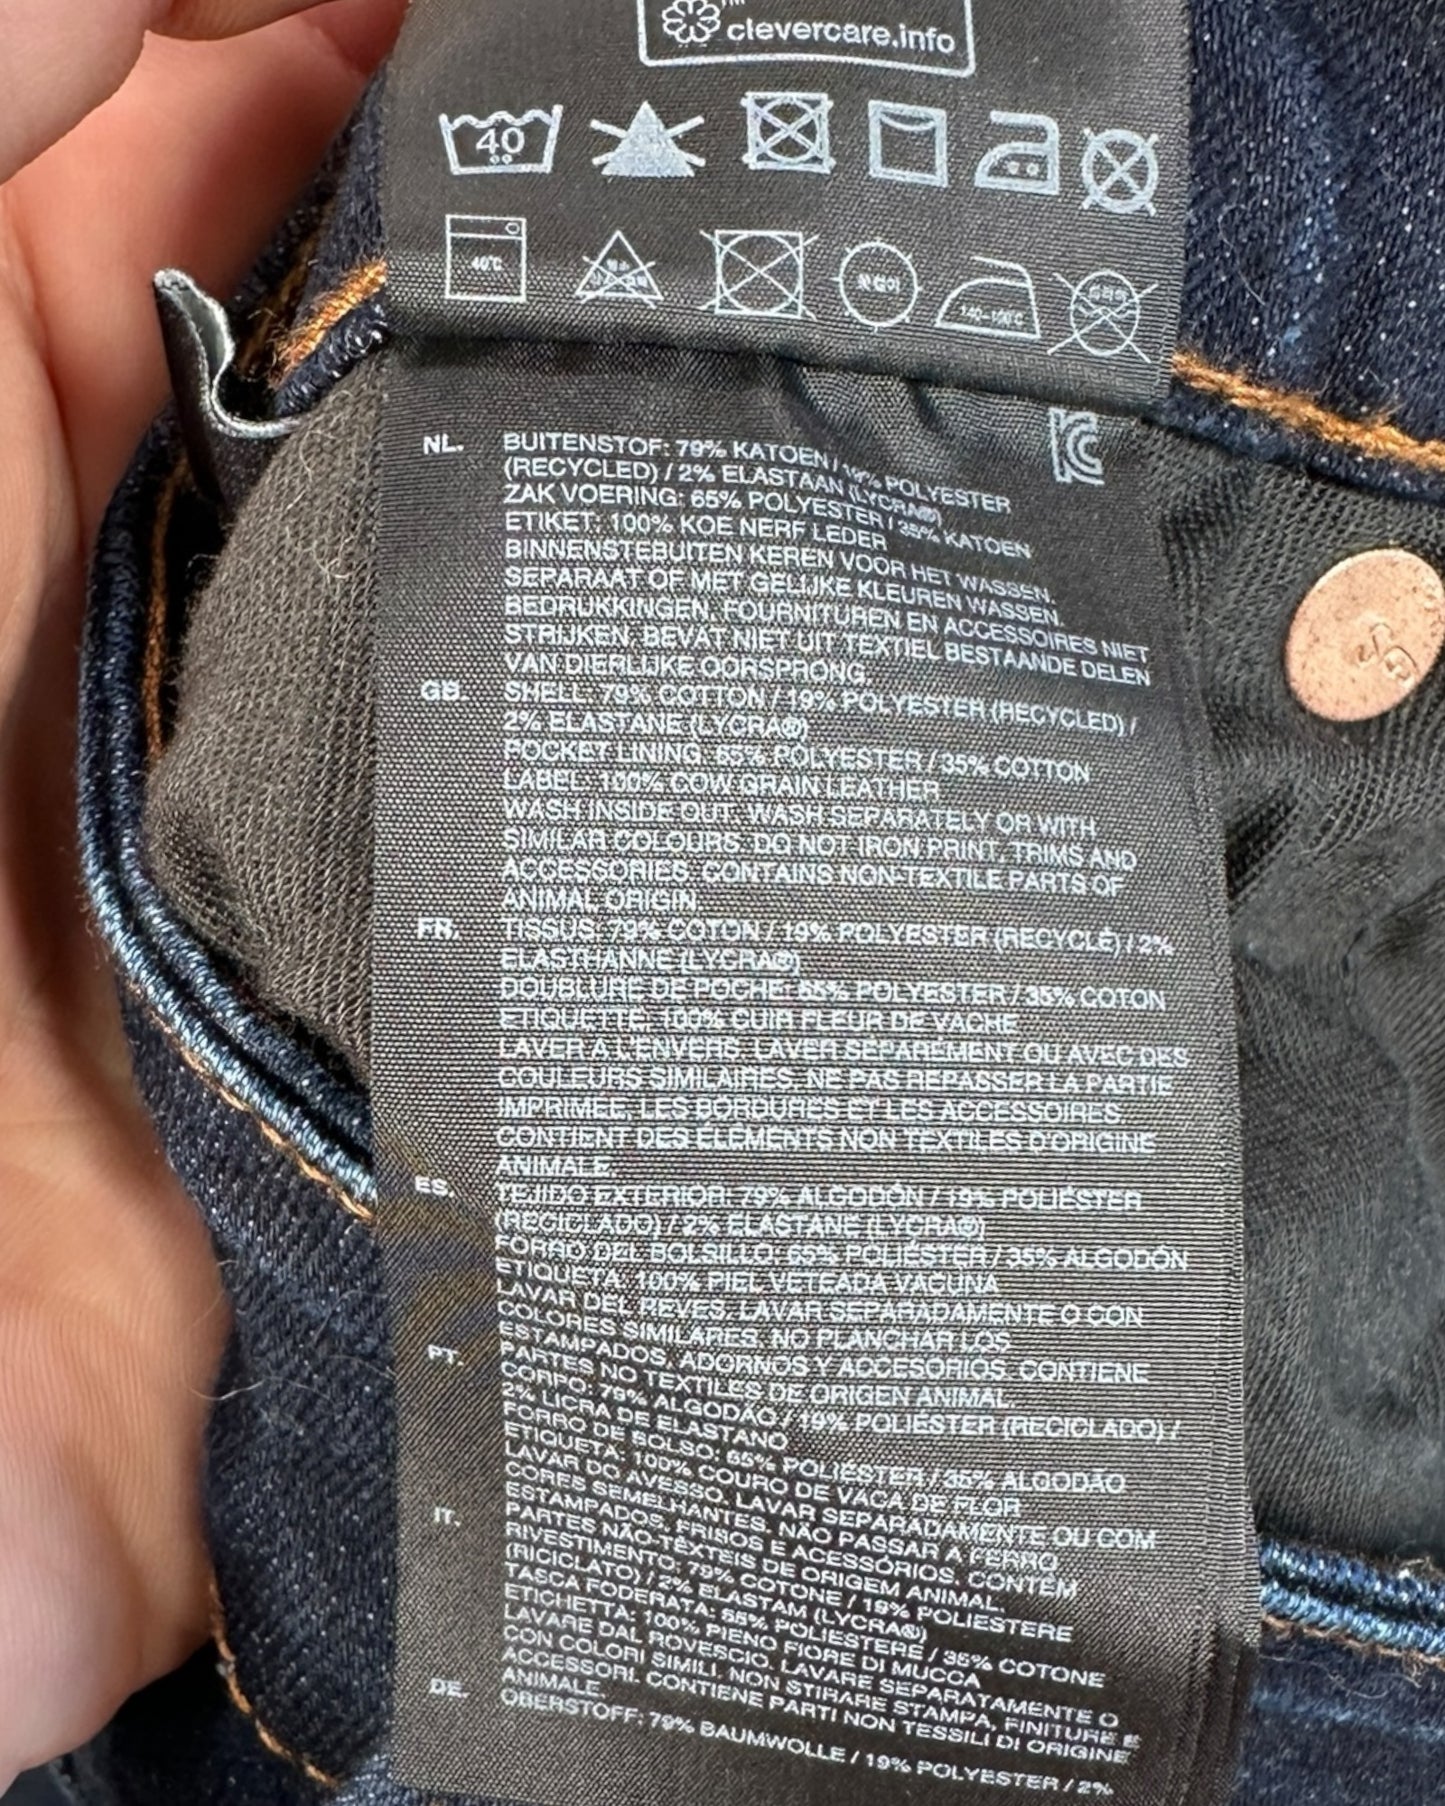 clevercare.info
40
40°C
140-160°C
NL. BUITENSTOF: 79% KATOEN / 19% POLYESTER
(RECYCLED) / 2% ELASTAAN (LYCRA®)
ZAK VOERING: 65% POLYESTER / 35% KATOEN
ETIKET: 100% KOE NERF LEDER
BINNENSTEBUITEN KEREN VOOR HET WASSEN.
SEPARAAT OF MET GELIJKE KLEUREN WASSEN.
BEDRUKKINGEN, FOURNITUREN EN ACCESSOIRES NIET
STRIJKEN. BEVAT NIET UIT TEXTIEL BESTAANDE DELEN
VAN DIERLIJKE OORSPRONG.
GB. SHELL: 79% COTTON / 19% POLYESTER (RECYCLED) /
2% ELASTANE (LYCRA®)
POCKET LINING: 65% POLYESTER / 35% COTTON
LABEL: 100% COW GRAIN LEATHER
WASH INSIDE OUT. WASH SEPARATELY OR WITH
SIMILAR COLOURS. DO NOT IRON PRINT, TRIMS AND
ACCESSORIES. CONTAINS NON-TEXTILE PARTS OF
ANIMAL ORIGIN.
FR. TISSUS: 79% COTON / 19% POLYESTER (RECYCLÉ) / 2%
ELASTHANNE (LYCRA®)
DOUBLURE DE POCHE: 65% POLYESTER / 35% COTON
ETIQUETTE: 100% CUIR FLEUR DE VACHE
LAVER A L'ENVERS. LAVER SÉPARÉMENT OU AVEC DES
COULEURS SIMILAIRES. NE PAS REPASSER LA PARTIE
IMPRIMÉE, LES BORDURES ET LES ACCESSOIRES
CONTIENT DES ÉLÉMENTS NON TEXTILES D'ORIGINE
ANIMALE.
ES. TEJIDO EXTERIOR: 79% ALGODÓN / 19% POLIÉSTER
(RECICLADO) / 2% ELASTANE (LYCRA®)
FORRO DEL BOLSILLO: 65% POLIÉSTER / 35% ALGODÓN
ETIQUETA: 100% PIEL VETEADA VACUNA
LAVAR DEL REVÉS. LAVAR SEPARADAMENTE O CON
COLORES SIMILARES. NO PLANCHAR LOS
ESTAMPADOS, ADORNOS Y ACCESORIOS. CONTIENE
PARTES NO TEXTILES DE ORIGEN ANIMAL.
PT. CORPO: 79% ALGODÃO / 19% POLIÉSTER (RECICLADO) /
2% LICRA DE ELASTANO
FORRO DE BOLSO: 65% POLIÉSTER / 35% ALGODÃO
ETIQUETA: 100% COURO DE VACA DE FLOR
LAVAR DO AVESSO. LAVAR SEPARADAMENTE OU COM
CORES SEMELHANTES. NÃO PASSAR A FERRO
ESTAMPADOS, FRISOS E ACESSÓRIOS. CONTÉM
PARTES NÃO-TÊXTEIS DE ORIGEM ANIMAL.
IT. RIVESTIMENTO: 79% COTONE / 19% POLIESTERE
(RICICLATO) / 2% ELASTAM (LYCRA®)
TASCA FODERATA: 65% POLIESTERE / 35% COTONE
ETICHETTA: 100% PIENO FIORE DI MUCCA
LAVARE DAL ROVESCIO. LAVARE SEPARATAMENTE O
CON COLORI SIMILI. NON STIRARE STAMPA, FINITURE E
ACCESSORI. CONTIENE PARTI NON TESSILI DI ORIGINE
ANIMALE.
DE. OBERSTOFF: 79% BAUMWOLLE / 19% POLYESTER / 2%